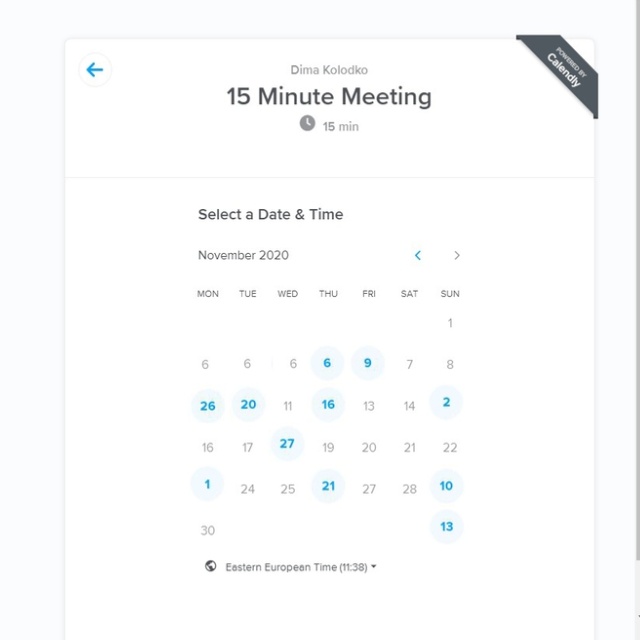 POWERED BY
Calendly
Dima Kolodko
15 Minute Meeting
15 min
Select a Date & Time
November 2020
MON TUE WED THU FRI SAT SUN
1
6 6 6 6 9 7 8
26 20 11 16 13 14 2
16 17 27 19 20 21 22
1 24 25 21 27 28 10
30 13
Eastern European Time (11:38)